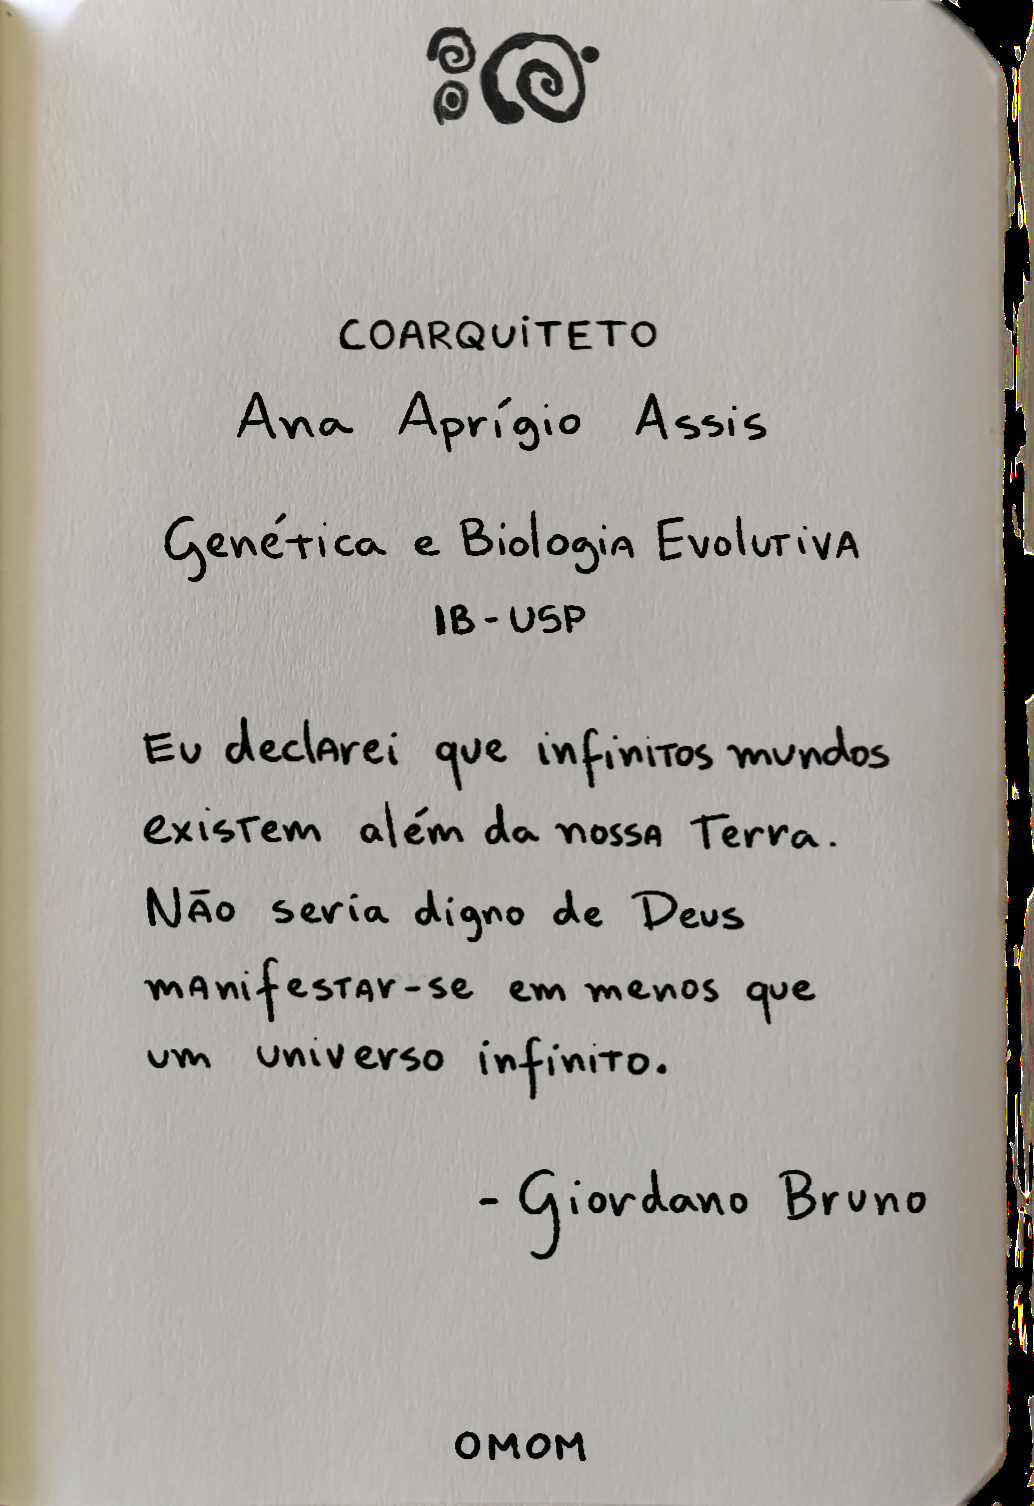 COARQUITETO
Ana Aprígio Assis
Genética e Biologia Evolutiva
IB-USP
Eu declarei que infinitos mundos
existem além da nossa Terra.
Não seria digno de Deus
manifestar-se em menos que
um universo infinito.
- Giordano Bruno
OMOM